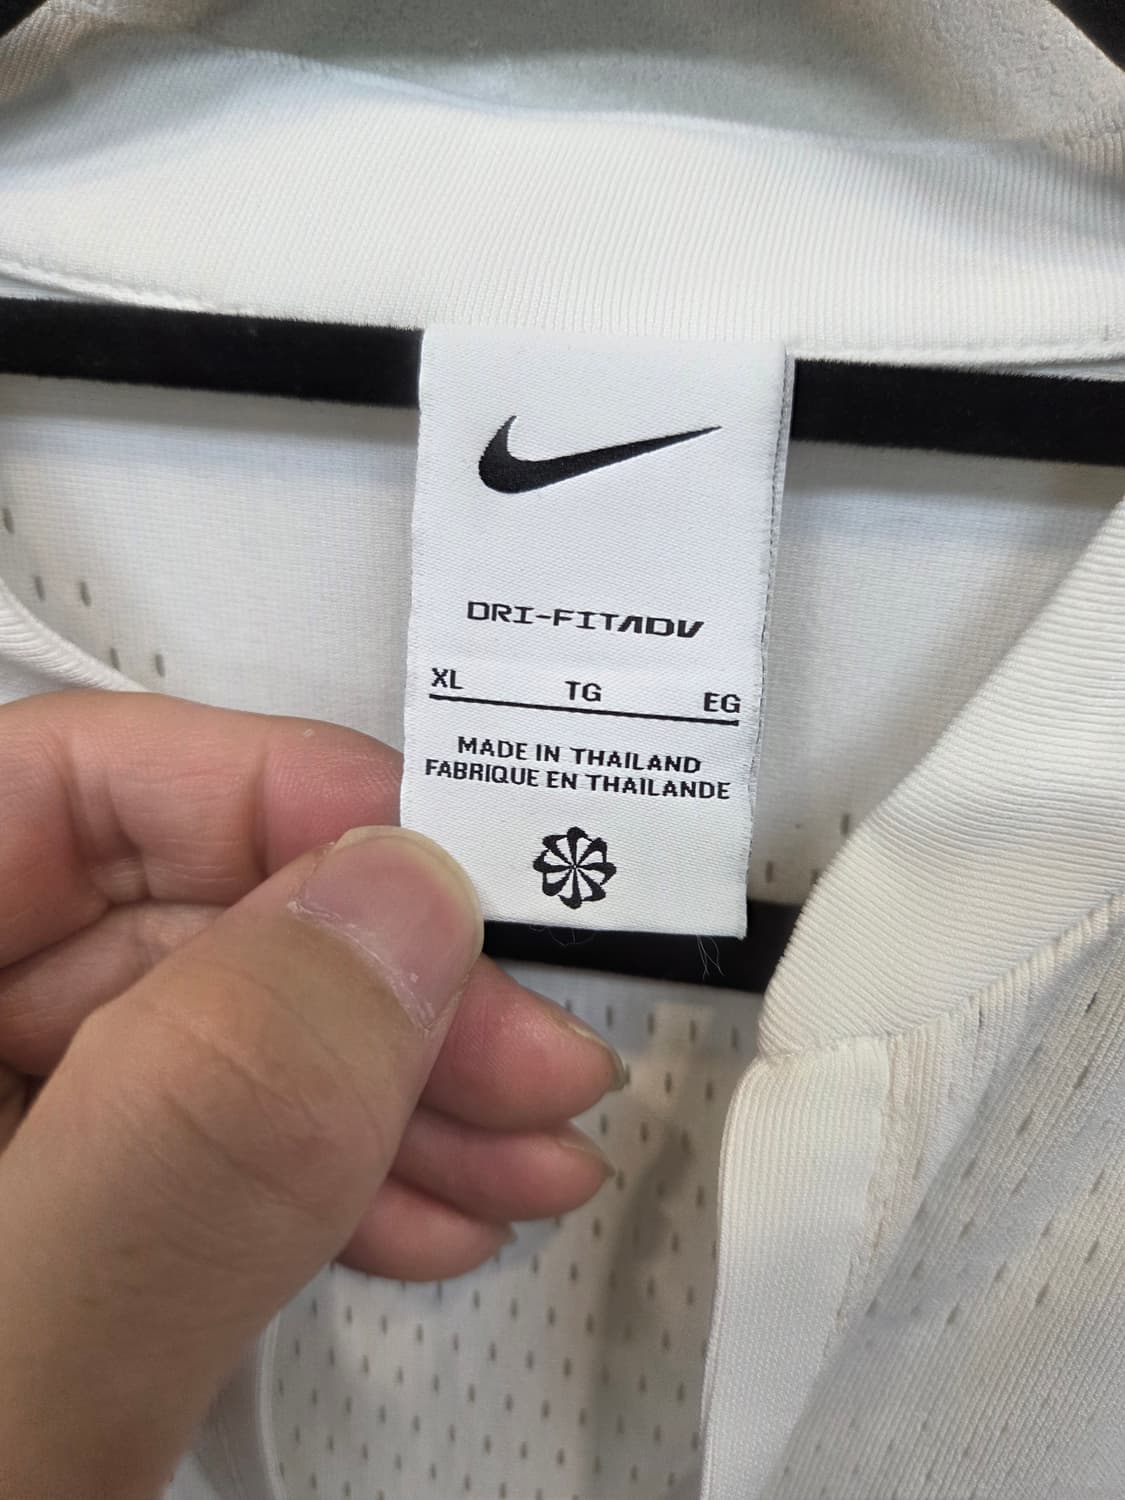 DRI-FITADV
XL TG EG
MADE IN THAILAND
FABRIQUE EN THAILANDE